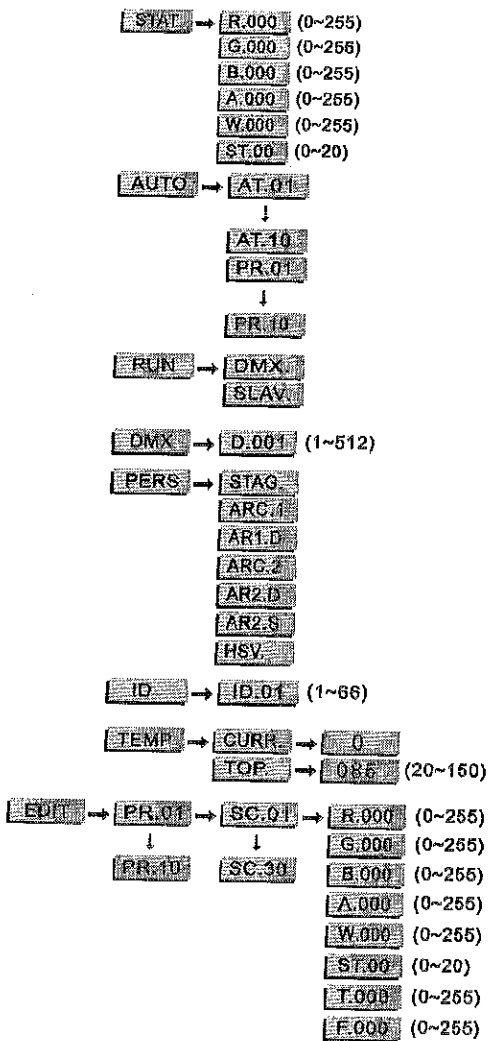 STAT R.000 (0~255)
G.000 (0~256)
B.000 (0~255)
A.000 (0~255)
W.000 (0~255)
ST.00 (0~20)
AUTO AT.01
AT.10
PR.01
PR.10
RUN DMX.
SLAV.
DMX D.001 (1~512)
PERS STAG.
ARC.1
AR1.D
ARC.2
AR2.D
AR2.S
HSV.
ID ID.01 (1~66)
TEMP CURR. 0
TOP. 085 (20~150)
EDIT PR.01 SC.01 R.000 (0~255)
PR.10 SC.30 G.000 (0~255)
B.000 (0~255)
A.000 (0~255)
W.000 (0~255)
ST.00 (0~20)
T.000 (0~255)
F.000 (0~255)